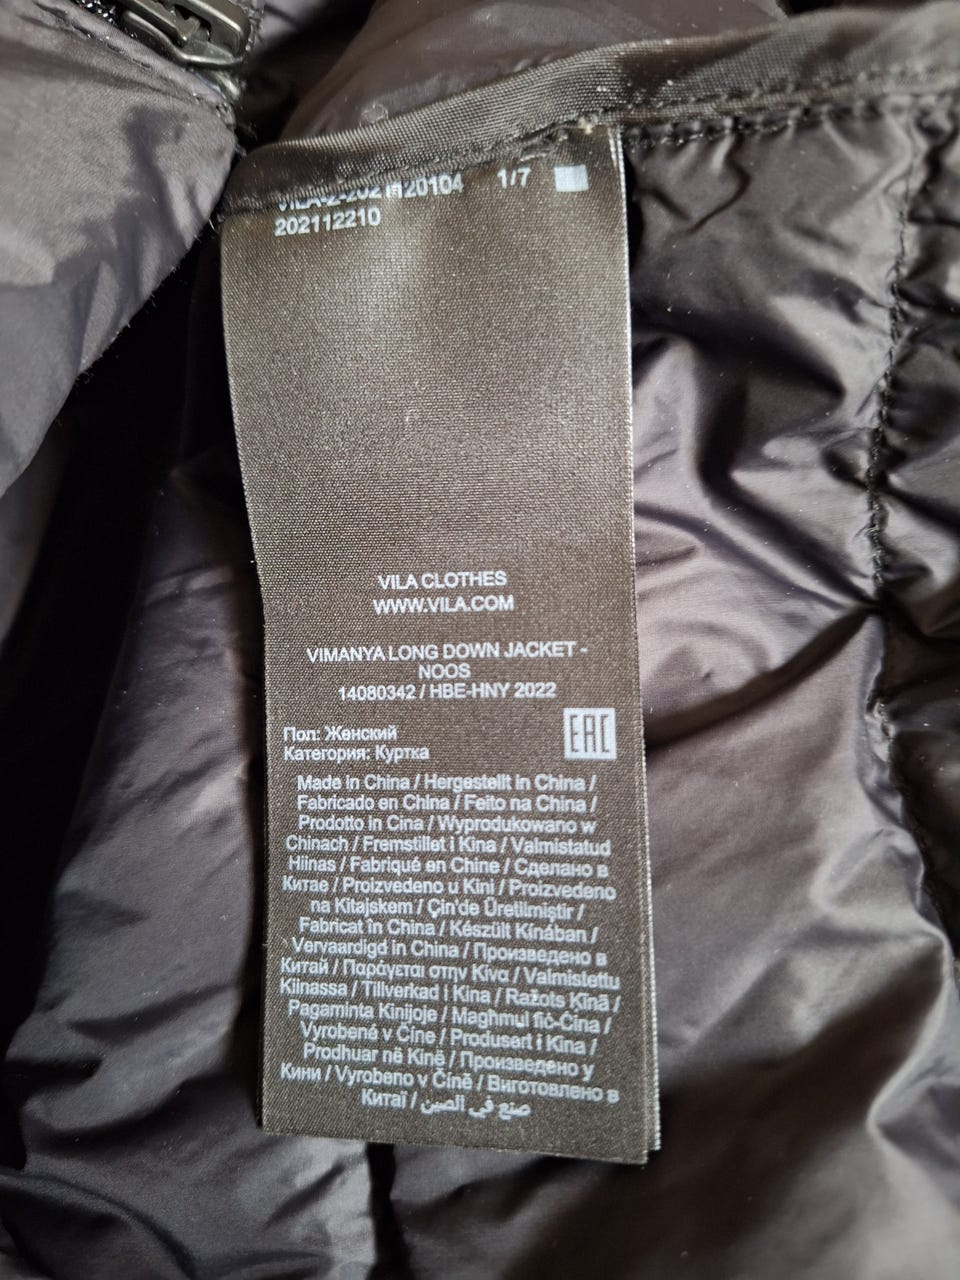 20104 1/7
202112210
VILA CLOTHES
WWW.VILA.COM
VIMANYA LONG DOWN JACKET -
NOOS
14080342 / HBE-HNY 2022
EAC
Пол: Женский
Категория: Куртка
Made in China / Hergestellt in China /
Fabricado en China / Feito na China /
Prodotto in Cina / Wyprodukowano w
Chinach / Fremstillet i Kina / Valmistatud
Hiinas / Fabriqué en Chine / Сделано в
Китае / Proizvedeno u Kini / Proizvedeno
na Kitajskem / Çin'de Üretilmiştir /
Fabricat in China / Készült Kínában /
Vervaardigd in China / Произведено в
Китай / Παράγεται στην Κίνα / Valmistettu
Kiinassa / Tillverkad i Kina / Ražots Ķīnā /
Pagaminta Kinijoje / Maghmul fiċ-Ċina /
Vyrobené v Číne / Produsert i Kina /
Prodhuar në Kinë / Произведено у
Кини / Vyrobeno v Číně / Виготовлено в
Китаї / صنع في الصين